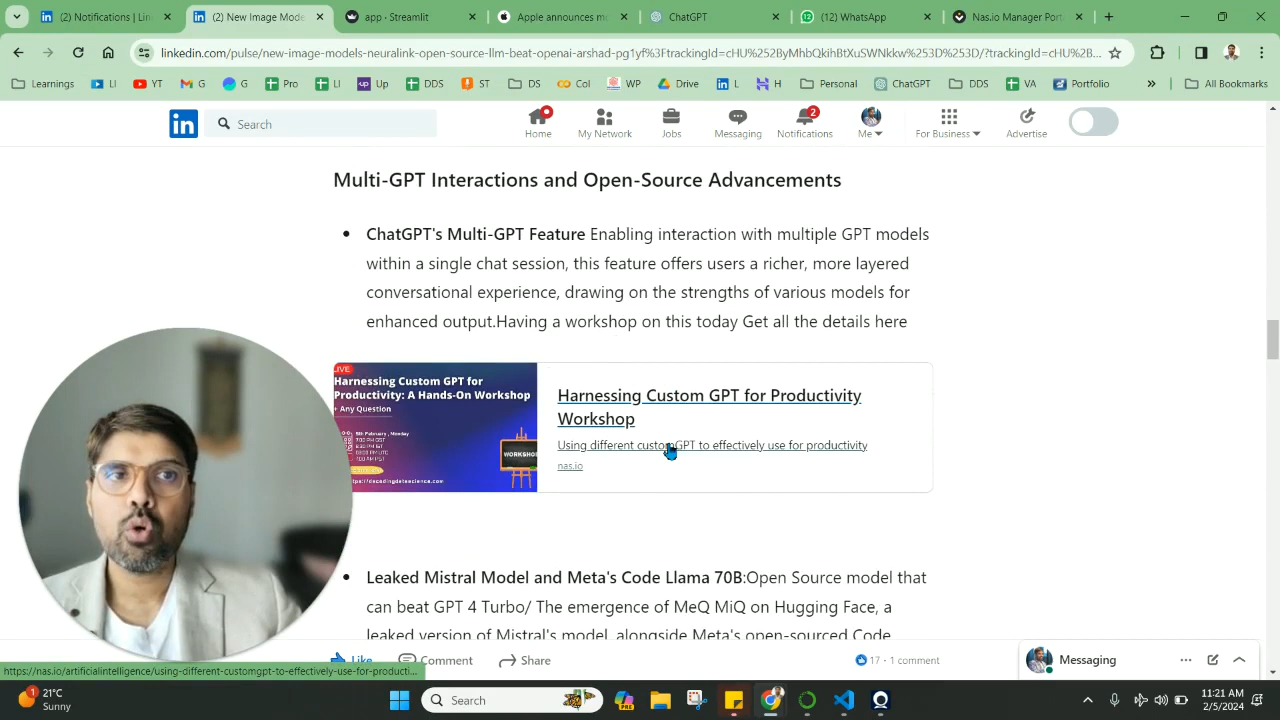 (12) Notifications | Lin
(2) New Image Mode
app · Streamlit
Apple announces m
ChatGPT
(12) WhatsApp
Nas.io Manager Port
linkedin.com/pulse/new-image-models-neuralink-open-source-llm-beat-openai-arshad-pg1yf%3FtrackingId=cHU%252ByMhbQkihBtXuSWNkkw%253D%253D/?trackingId=cHU%2B...
Learnings
LI
YT
G
G
Pro
LI
Up
DDS
ST
DS
Co
WP
Drive
L
H
Portfolio
ChatGPT
DDS
VA
Portfolio
All Bookmarks
in
Search
Home
My Network
Jobs
Messaging
2
Notifications
Me
For Business
Advertise
Multi-GPT Interactions and Open-Source Advancements
• ChatGPT's Multi-GPT Feature Enabling interaction with multiple GPT models
within a single chat session, this feature offers users a richer, more layered
conversational experience, drawing on the strengths of various models for
enhanced output.Having a workshop on this today Get all the details here
LIVE
Harnessing Custom GPT for
Productivity: A Hands-On Workshop
+ Any Question
WORKSHOP
https://decodingdatascience.com
Harnessing Custom GPT for Productivity
Workshop
Using different customGPT to effectively use for productivity
nas.io
• Leaked Mistral Model and Meta's Code Llama 70B:Open Source model that
can beat GPT 4 Turbo/ The emergence of MeQ MiQ on Hugging Face, a
leaked version of Mistral's model, alongside Meta's open-sourced Code
Like
Comment
Share
17 · 1 comment
Messaging
https://nas.io/artificialintelligence/using-different-customgpt-to-effectively-use-for-producti...
1
21°C
Sunny
Search
11:21 AM
2/5/2024